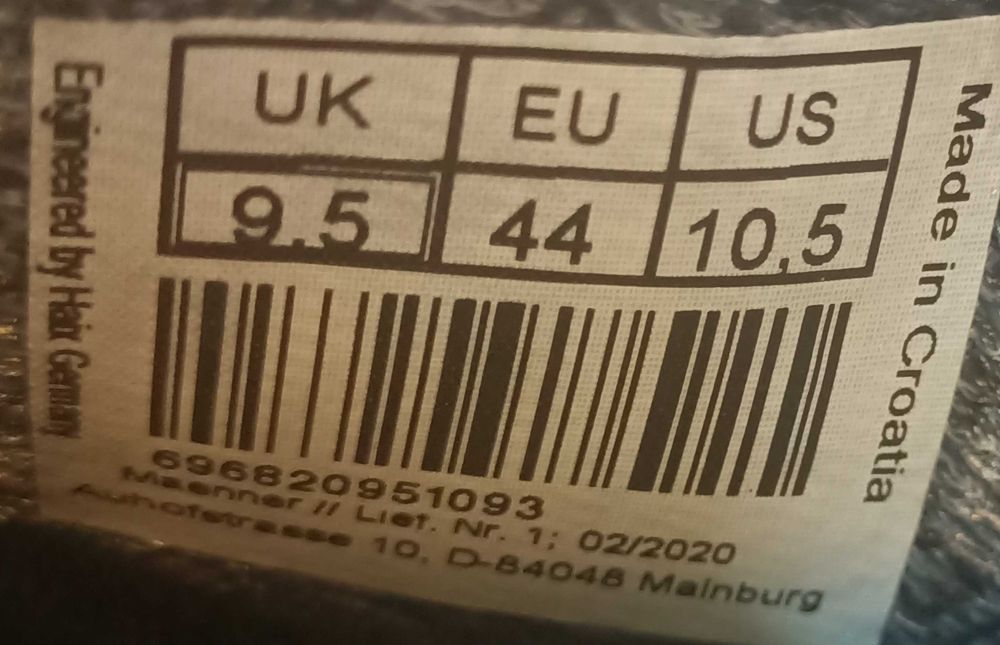 UK EU US
9.5 44 10,5
696820951093
Maenner // Lief. Nr. 1; 02/2020
Auhofstrasse 10, D-84048 Mainburg
Engineered by Haix Germany
Made in Croatia